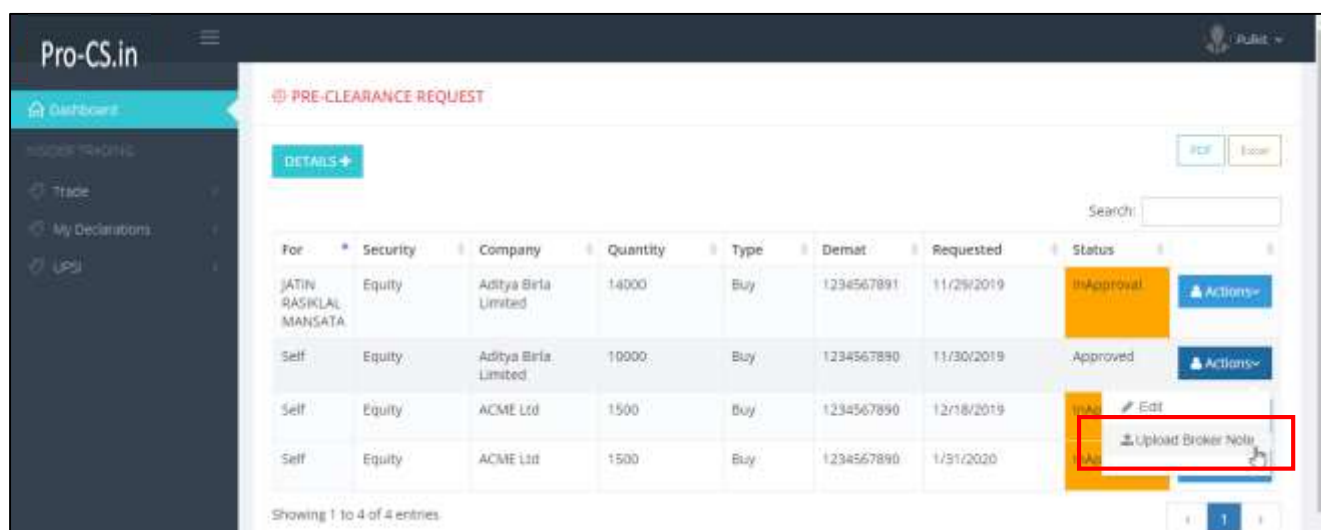 Pro-CS.in
Pulkit
Dashboard
PRE-CLEARANCE REQUEST
INSIDER TRADING
DETAILS+
PDF Excel
Trade
Search:
My Declarations
For Security Company Quantity Type Demat Requested Status
UPSI
JATIN RASIKLAL MANSATA Equity Aditya Birla Limited 14000 Buy 1234567891 11/29/2019 InApproval Actions
Self Equity Aditya Birla Limited 10000 Buy 1234567890 11/30/2019 Approved Actions
Self Equity ACME Ltd 1500 Buy 1234567890 12/18/2019 InAp
Edit
Upload Broker Note
Self Equity ACME Ltd 1500 Buy 1234567890 1/31/2020 InAp
Showing 1 to 4 of 4 entries
1